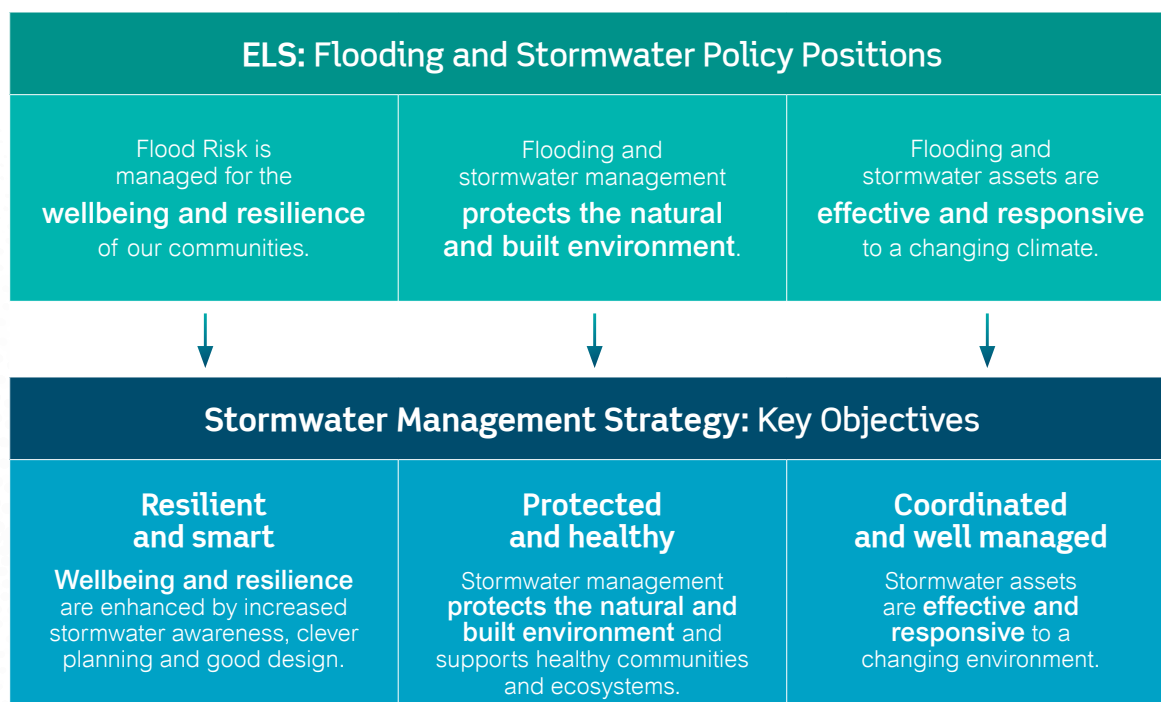 ELS: Flooding and Stormwater Policy Positions
Flood Risk is
managed for the
wellbeing and resilience
of our communities.
Flooding and
stormwater management
protects the natural
and built environment.
Flooding and
stormwater assets are
effective and responsive
to a changing climate.
Stormwater Management Strategy: Key Objectives
Resilient
and smart
Wellbeing and resilience
are enhanced by increased
stormwater awareness, clever
planning and good design.
Protected
and healthy
Stormwater management
protects the natural and
built environment and
supports healthy communities
and ecosystems.
Coordinated
and well managed
Stormwater assets
are effective and
responsive to a
changing environment.